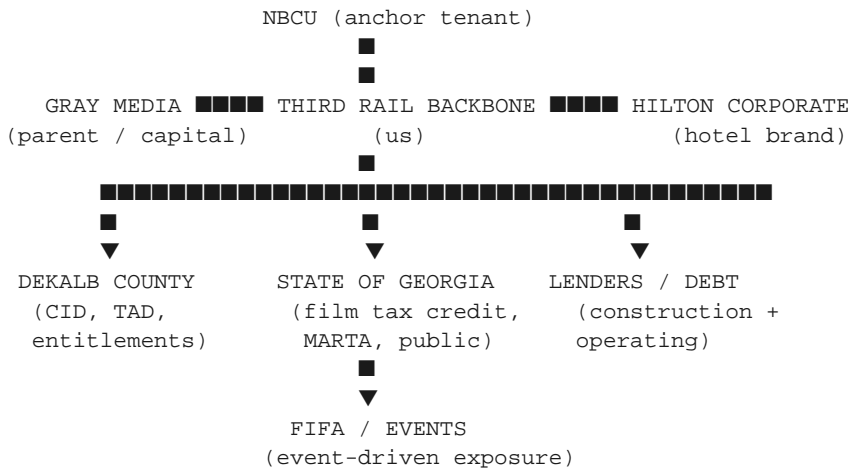 NBCU (anchor tenant)
■
■
GRAY MEDIA ■■■■ THIRD RAIL BACKBONE ■■■■ HILTON CORPORATE
(parent / capital) (us) (hotel brand)
■
■■■■■■■■■■■■■■■■■■■■■■■■■■■■■■■■■■■■■■■
■ ■ ■
▼ ▼ ▼
DEKALB COUNTY STATE OF GEORGIA LENDERS / DEBT
(CID, TAD, (film tax credit, (construction +
entitlements) MARTA, public) operating)
■
▼
FIFA / EVENTS
(event-driven exposure)